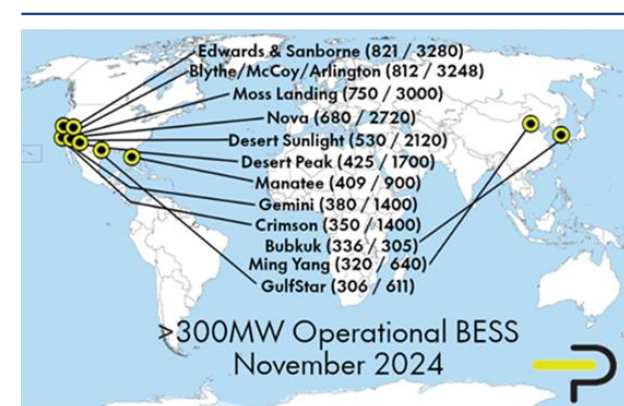 Edwards & Sanborne (821 / 3280)
Blythe/McCoy/Arlington (812 / 3248)
Moss Landing (750 / 3000)
Nova (680 / 2720)
Desert Sunlight (530 / 2120)
Desert Peak (425 / 1700)
Manatee (409 / 900)
Gemini (380 / 1400)
Crimson (350 / 1400)
Bubkuk (336 / 305)
Ming Yang (320 / 640)
GulfStar (306 / 611)
>300MW Operational BESS
November 2024